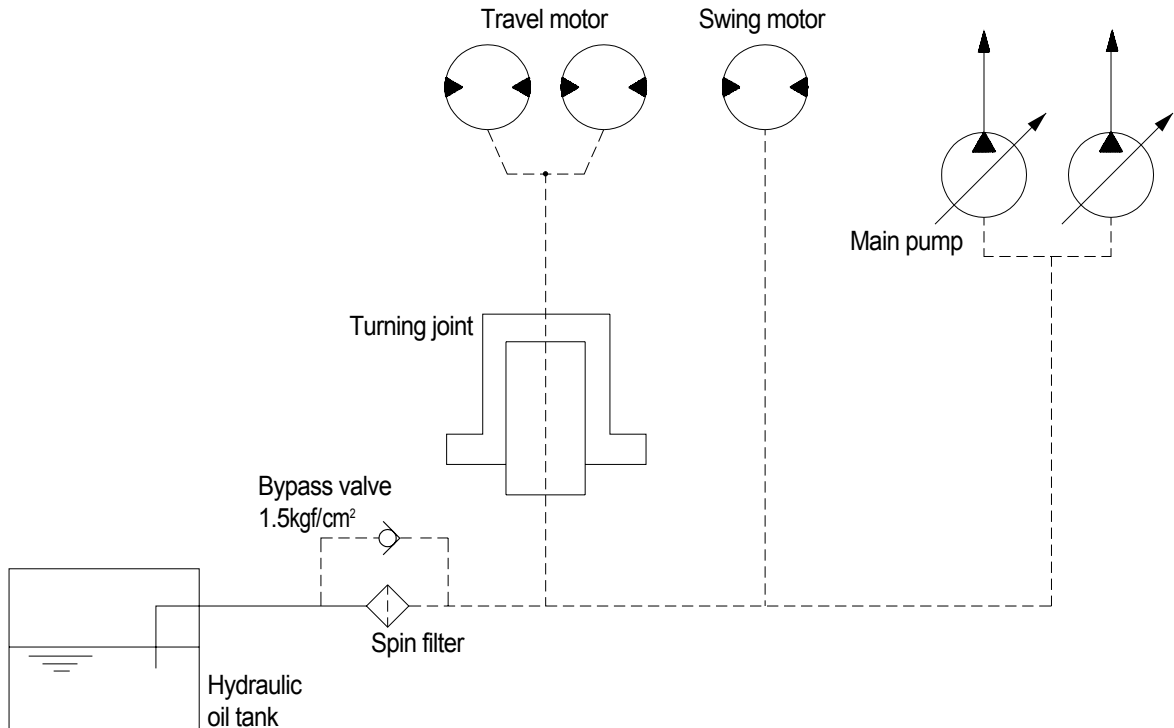 Travel motor
Swing motor
Main pump
Turning joint
Bypass valve
1.5kgf/cm²
Spin filter
Hydraulic
oil tank